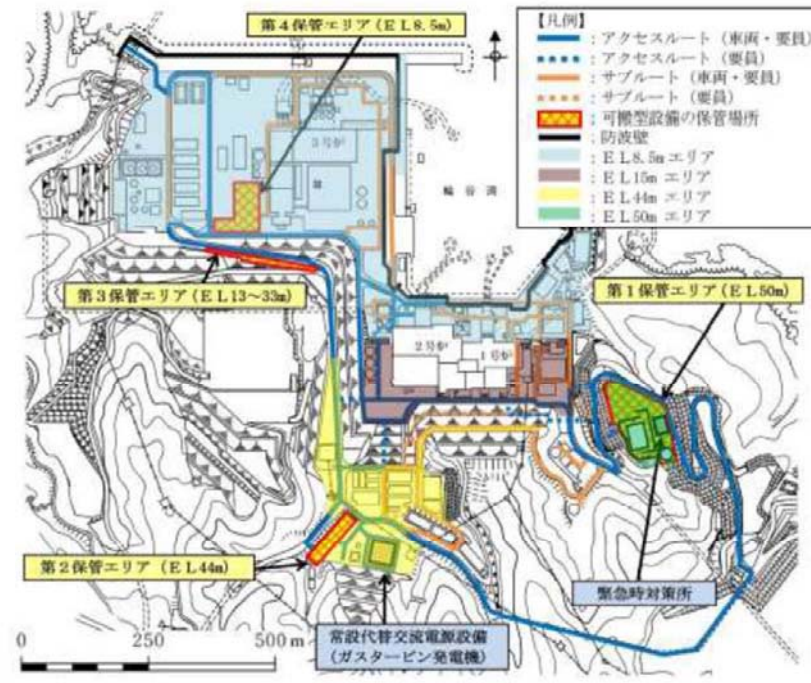 第4保管エリア（EL8.5m）
【凡例】
：アクセスルート（車両・要員）
：アクセスルート（要員）
：サブルート（車両・要員）
：サブルート（要員）
：可搬型設備の保管場所
：防波壁
：EL8.5mエリア
：EL15mエリア
：EL44mエリア
：EL50mエリア
3号炉
輪谷湾
第3保管エリア（EL13～33m）
第1保管エリア（EL50m）
2号炉
1号炉
第2保管エリア（EL44m）
緊急時対策所
常設代替交流電源設備
（ガスタービン発電機）
0 250 500 m